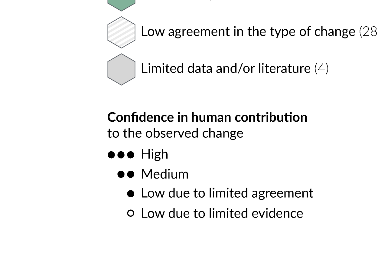 Low agreement in the type of change (28
Limited data and/or literature (4)
Confidence in human contribution
to the observed change
High
Medium
Low due to limited agreement
Low due to limited evidence